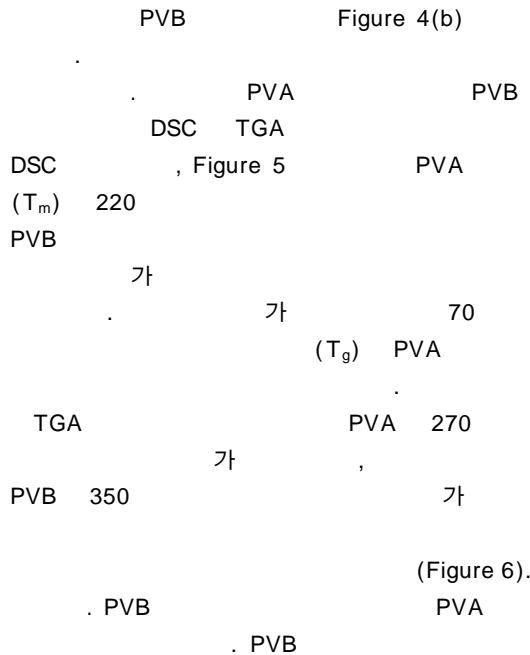 PVB Figure 4(b)
.
. PVA PVB
DSC TGA
DSC , Figure 5 PVA
(Tm) 220
PVB
가
. 가 70
(Tg) PVA
.
TGA PVA 270
가 ,
PVB 350 가
(Figure 6).
. PVB PVA
. PVB